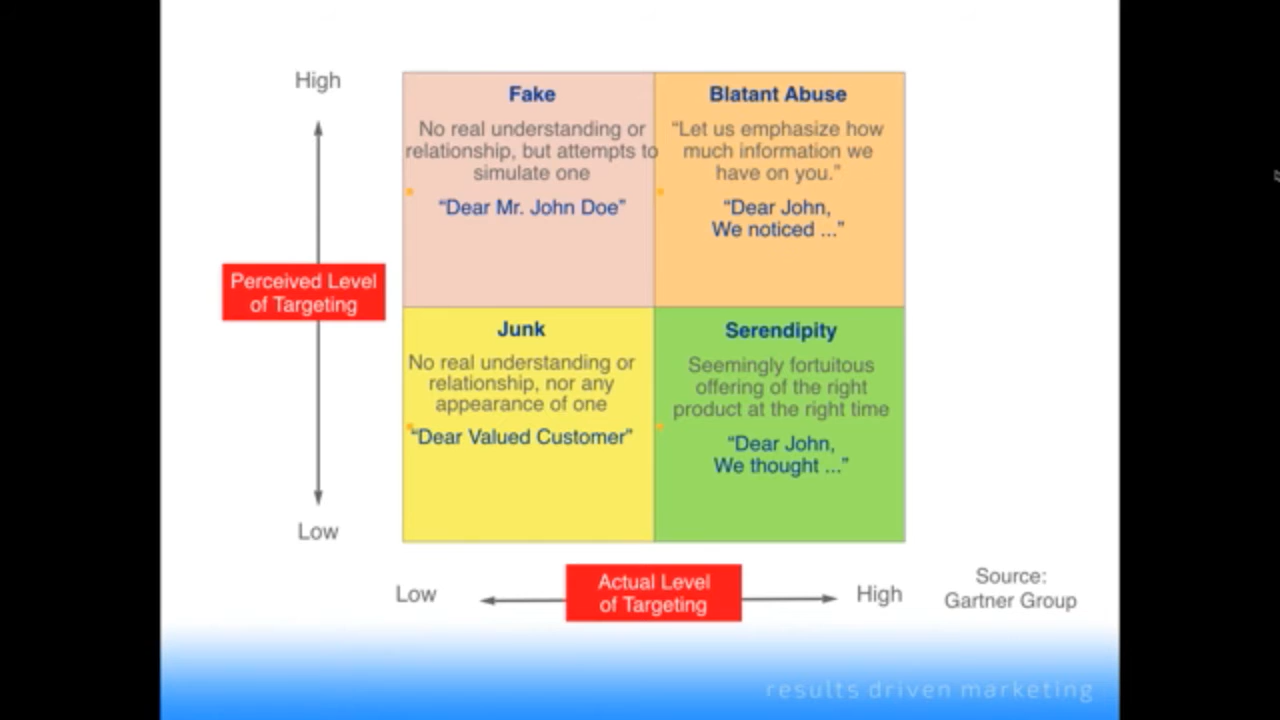 High
Fake
No real understanding or
relationship, but attempts to
simulate one
“Dear Mr. John Doe”
Blatant Abuse
“Let us emphasize how
much information we
have on you.”
“Dear John,
We noticed ...”
Perceived Level
of Targeting
Junk
No real understanding or
relationship, nor any
appearance of one
“Dear Valued Customer”
Serendipity
Seemingly fortuitous
offering of the right
product at the right time
“Dear John,
We thought ...”
Low
Low
Actual Level
of Targeting
High
Source:
Gartner Group
results driven marketing